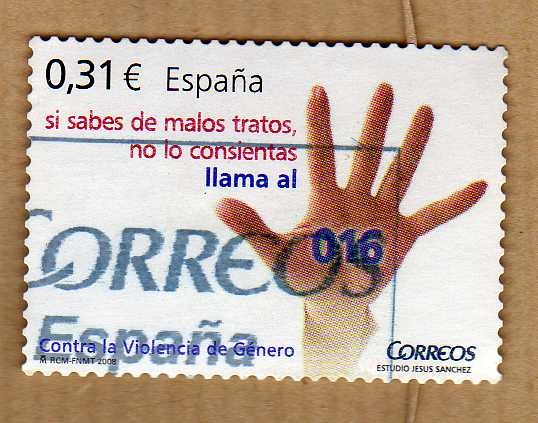 0,31 € España
si sabes de malos tratos,
no lo consientas
llama al
016
CORREOS
España
Contra la Violencia de Género
RCM-FNMT 2008
CORREOS
ESTUDIO JESUS SANCHEZ